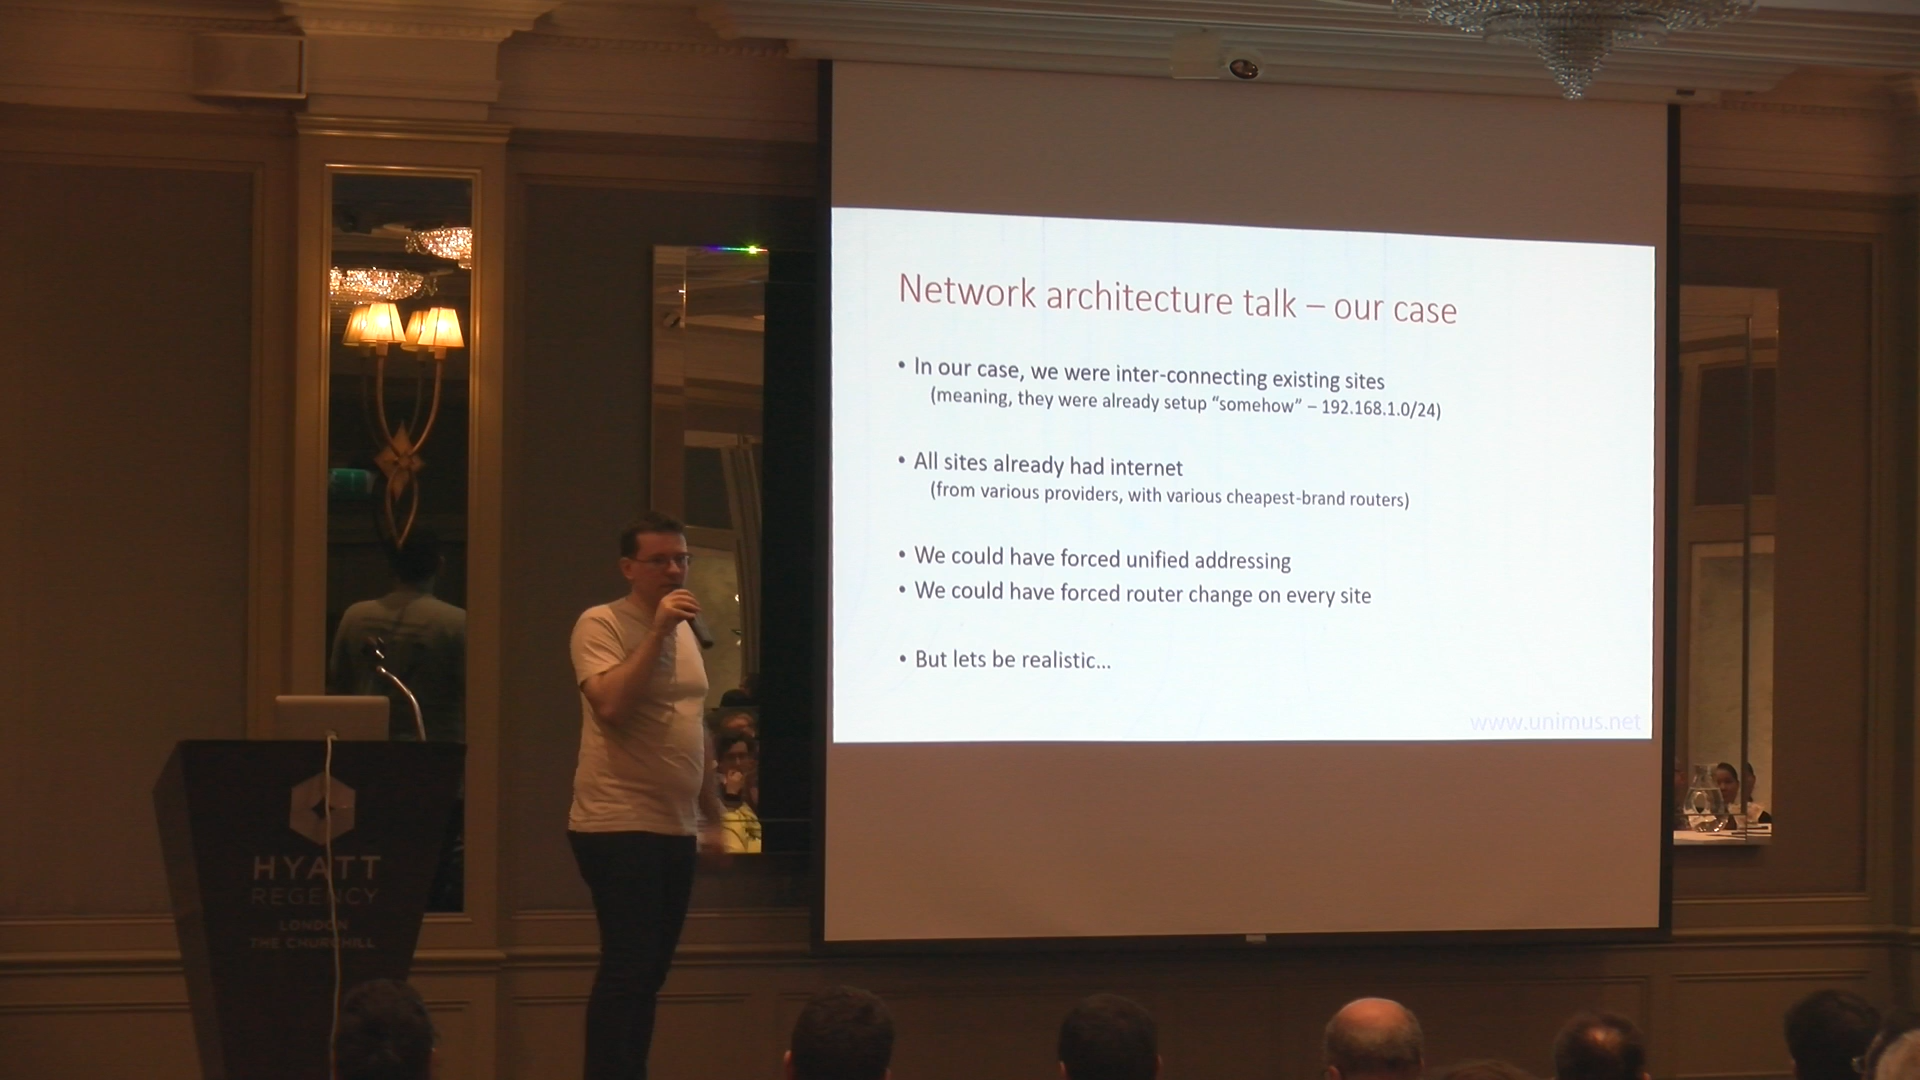 Network architecture talk – our case
• In our case, we were inter-connecting existing sites
(meaning, they were already setup “somehow” – 192.168.1.0/24)
• All sites already had internet
(from various providers, with various cheapest-brand routers)
• We could have forced unified addressing
• We could have forced router change on every site
• But lets be realistic...
www.unimus.net
HYATT
REGENCY
LONDON
THE CHURCHILL